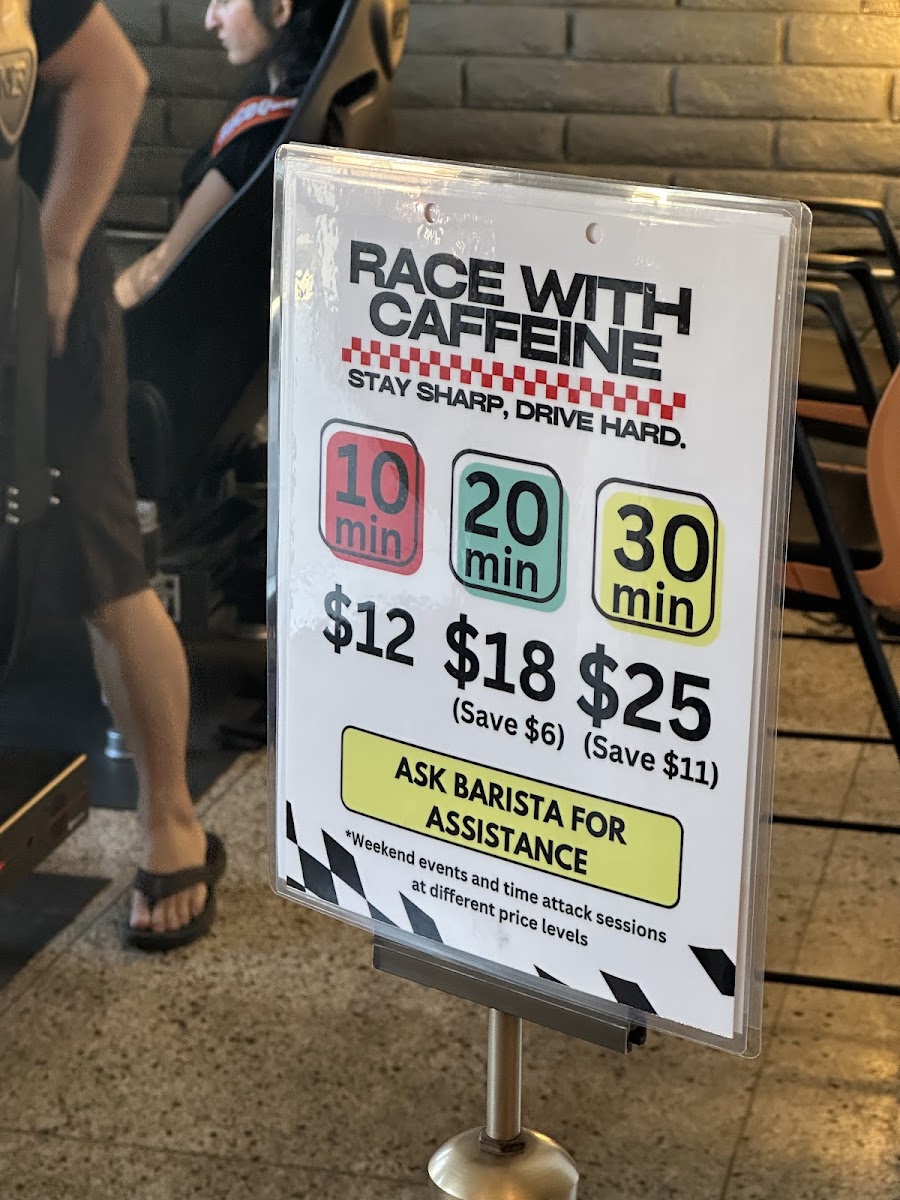 RACE WITH
CAFFEINE
STAY SHARP, DRIVE HARD.
10
min
20
min
30
min
$12
$18
(Save $6)
$25
(Save $11)
ASK BARISTA FOR
ASSISTANCE
*Weekend events and time attack sessions
at different price levels